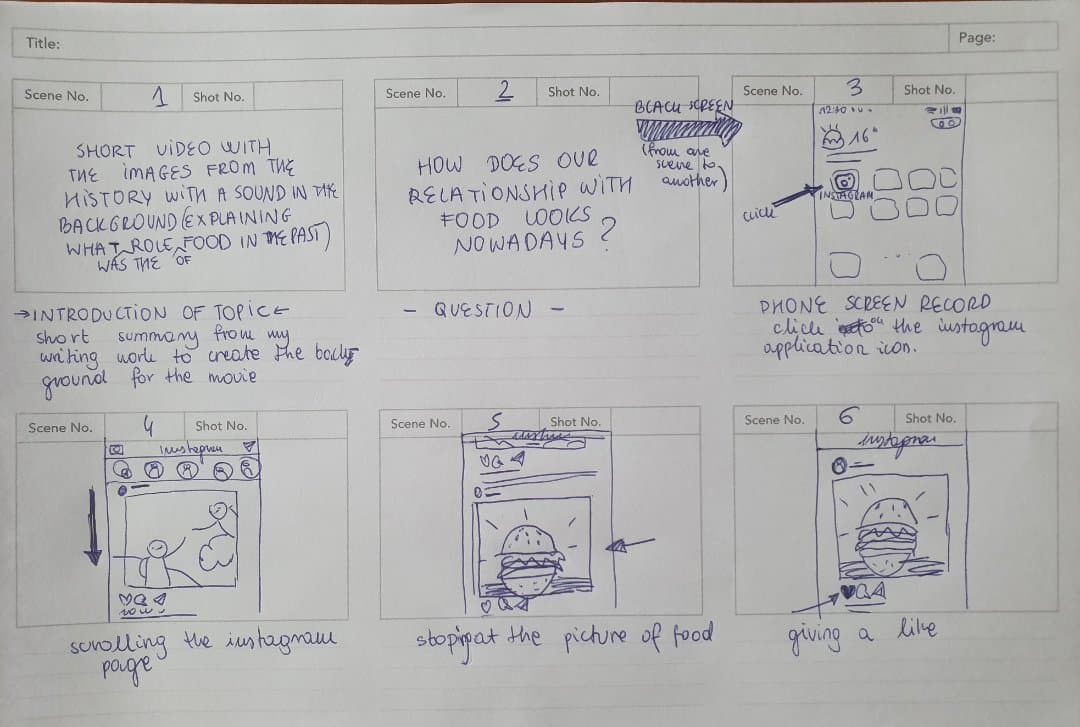 Title:
Page:
Scene No. 1 Shot No.
SHORT VIDEO WITH
THE IMAGES FROM THE
HISTORY WITH A SOUND IN THE
BACKGROUND (EXPLAINING
WHAT ROLE FOOD IN THE PAST)
WAS THE OF
→INTRODUCTION OF TOPIC←
short summary from my
writing work to create the back
ground for the movie
Scene No. 2 Shot No.
HOW DOES OUR
RELATIONSHIP WITH
FOOD LOOKS
NOWADAYS ?
- QUESTION -
BLACK SCREEN
(from one
scene to
another)
Scene No. 3 Shot No.
12:30
16°
INSTAGRAM
click
PHONE SCREEN RECORD
click on the instagram
application icon.
Scene No. 4 Shot No.
instagram
scrolling the instagram
page
Scene No. 5 Shot No.
stoping at the picture of food
Scene No. 6 Shot No.
instagram
giving a like